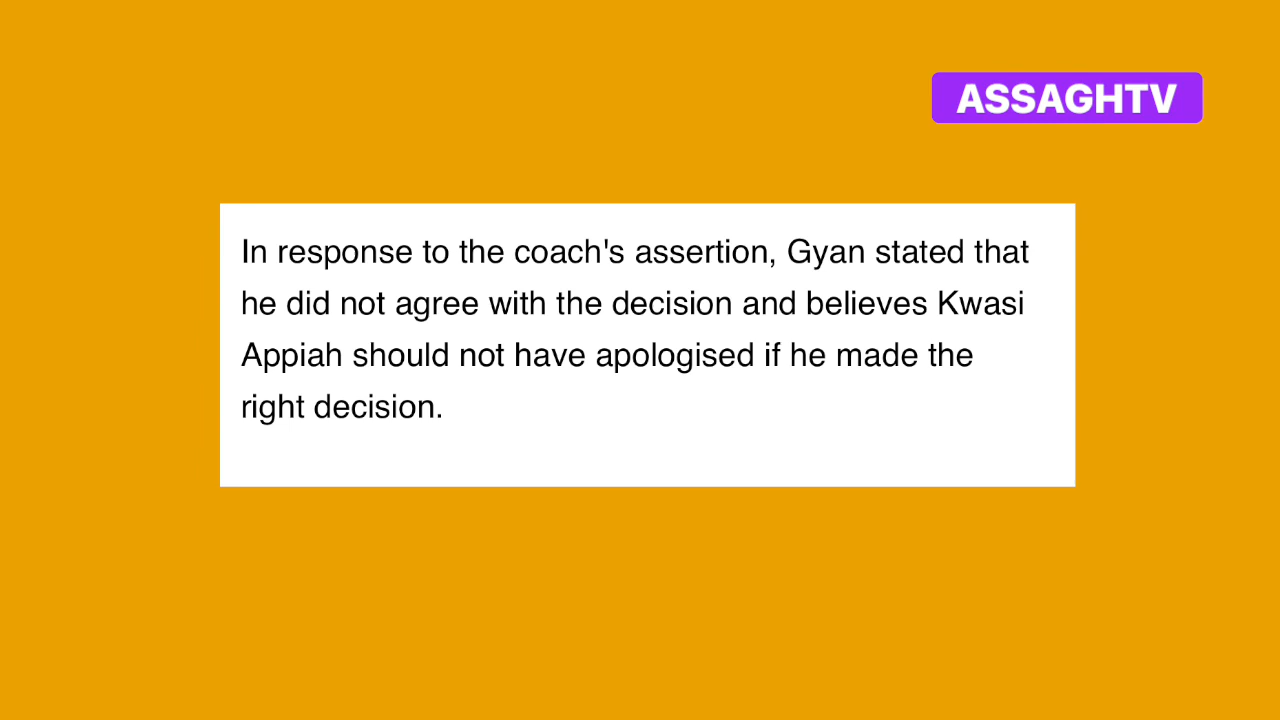 ASSAGHTV
In response to the coach's assertion, Gyan stated that
he did not agree with the decision and believes Kwasi
Appiah should not have apologised if he made the
right decision.